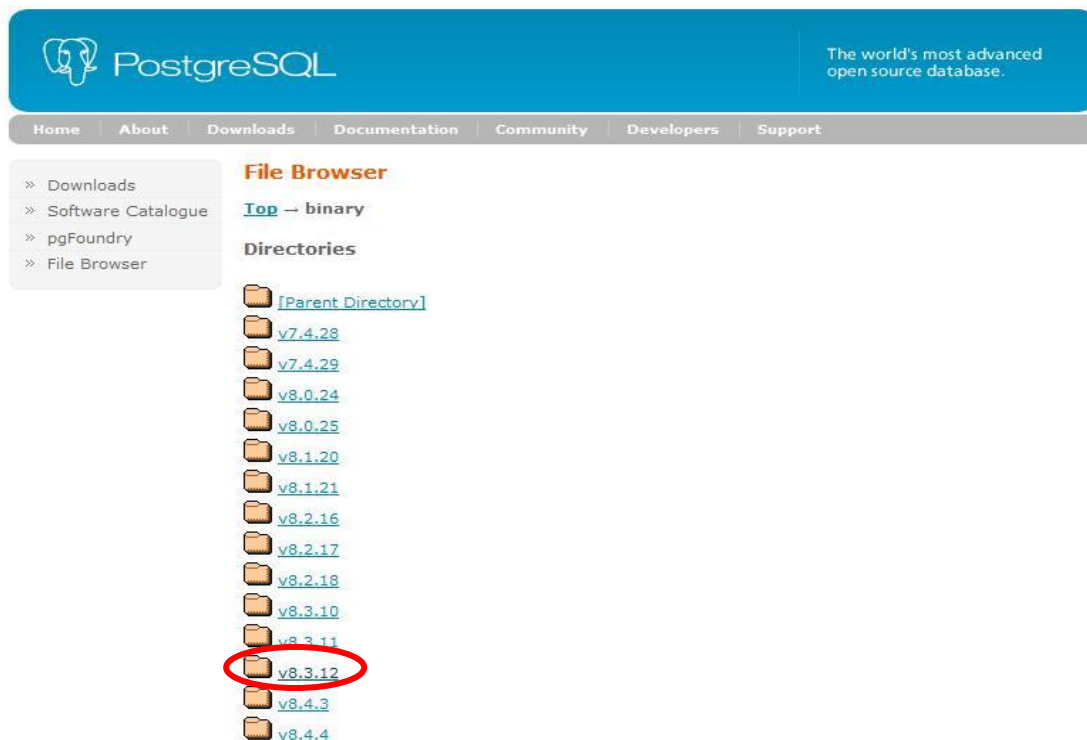 PostgreSQL
The world's most advanced
open source database.
Home About Downloads Documentation Community Developers Support
» Downloads
» Software Catalogue
» pgFoundry
» File Browser
File Browser
Top → binary
Directories
[Parent Directory]
v7.4.28
v7.4.29
v8.0.24
v8.0.25
v8.1.20
v8.1.21
v8.2.16
v8.2.17
v8.2.18
v8.3.10
v8.3.11
v8.3.12
v8.4.3
v8.4.4